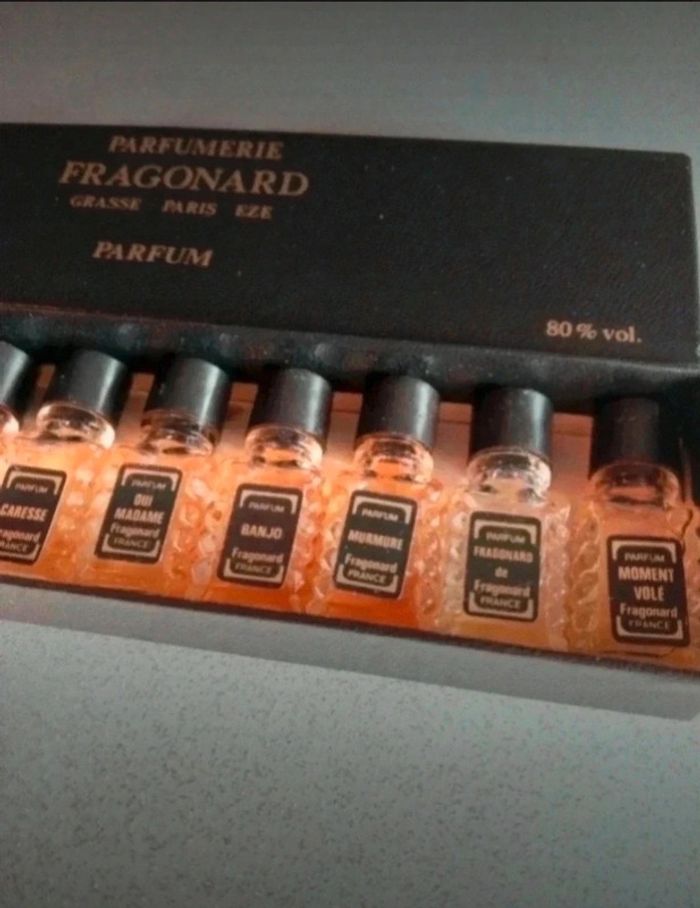 PARFUMERIE
FRAGONARD
GRASSE PARIS EZE
PARFUM
80 % vol.
PARFUM
CARESSE
Fragonard
FRANCE
PARFUM
OUI
MADAME
Fragonard
FRANCE
PARFUM
BANJO
Fragonard
FRANCE
PARFUM
MURMURE
Fragonard
FRANCE
PARFUM
FRAGONARD
de
Fragonard
FRANCE
PARFUM
MOMENT
VOLÉ
Fragonard
FRANCE